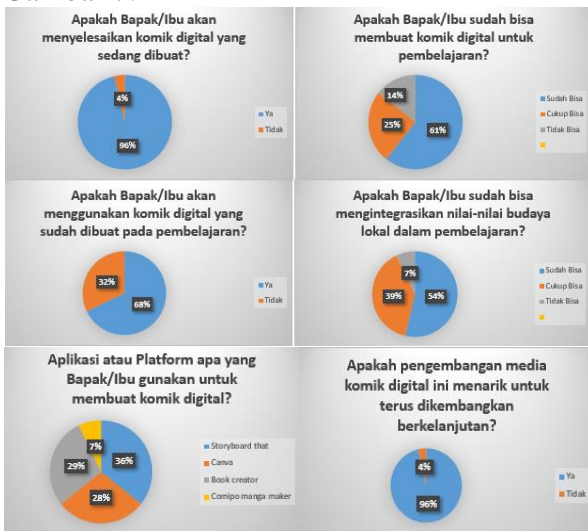 Apakah Bapak/Ibu akan
menyelesaikan komik digital yang
sedang dibuat?
4%
96%
Ya
Tidak
Apakah Bapak/Ibu sudah bisa
membuat komik digital untuk
pembelajaran?
14%
25%
61%
Sudah Bisa
Cukup Bisa
Tidak Bisa
Apakah Bapak/Ibu akan
menggunakan komik digital yang
sudah dibuat pada pembelajaran?
32%
68%
Ya
Tidak
Apakah Bapak/Ibu sudah bisa
mengintegrasikan nilai-nilai budaya
lokal dalam pembelajaran?
7%
39%
54%
Sudah Bisa
Cukup Bisa
Tidak Bisa
Aplikasi atau Platform apa yang
Bapak/Ibu gunakan untuk
membuat komik digital?
7%
36%
29%
28%
Storyboard that
Canva
Book creator
Comipo manga maker
Apakah pengembangan media
komik digital ini menarik untuk
terus dikembangkan
berkelanjutan?
4%
96%
Ya
Tidak